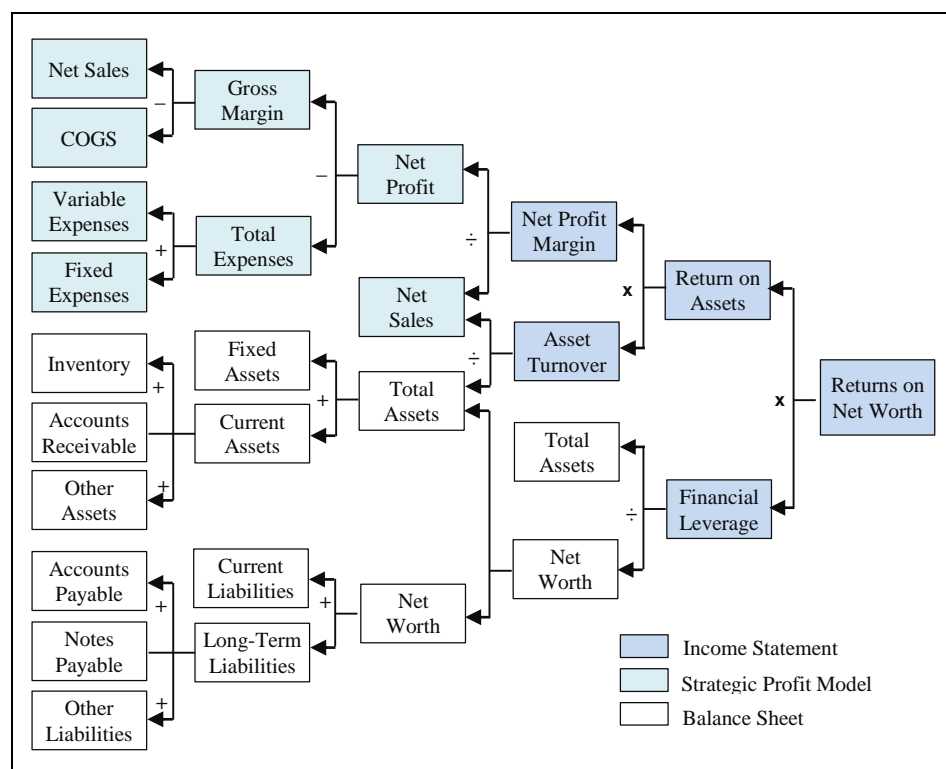 Net Sales
−
COGS
Gross
Margin
Variable
Expenses
+
Fixed
Expenses
Total
Expenses
−
Net
Profit
÷
Net
Sales
÷
Net Profit
Margin
x
Asset
Turnover
Return on
Assets
x
Returns on
Net Worth
Inventory
+
Accounts
Receivable
+
Other
Assets
Fixed
Assets
+
Current
Assets
Total
Assets
Total
Assets
÷
Net
Worth
Financial
Leverage
Accounts
Payable
+
Notes
Payable
+
Other
Liabilities
Current
Liabilities
+
Long-Term
Liabilities
Net
Worth
Income Statement
Strategic Profit Model
Balance Sheet